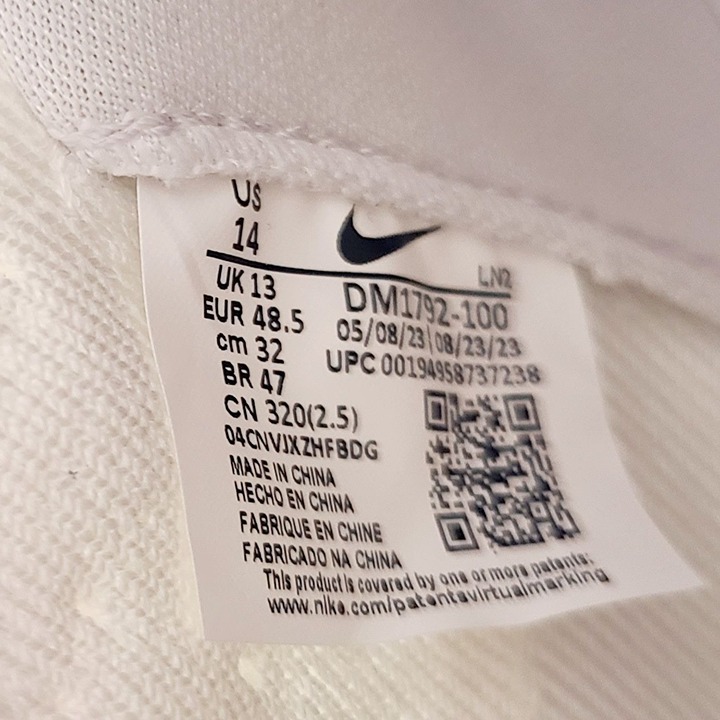 US
14
LN2
UK 13
DM1792-100
EUR 48.5
05/08/23|08/23/23
cm 32
UPC 00194958737238
BR 47
CN 320(2.5)
04CNVJXZHFBDG
MADE IN CHINA
HECHO EN CHINA
FABRIQUE EN CHINE
FABRICADO NA CHINA
This product is covered by one or more patents:
www.nike.com/patentsvirtualmarking